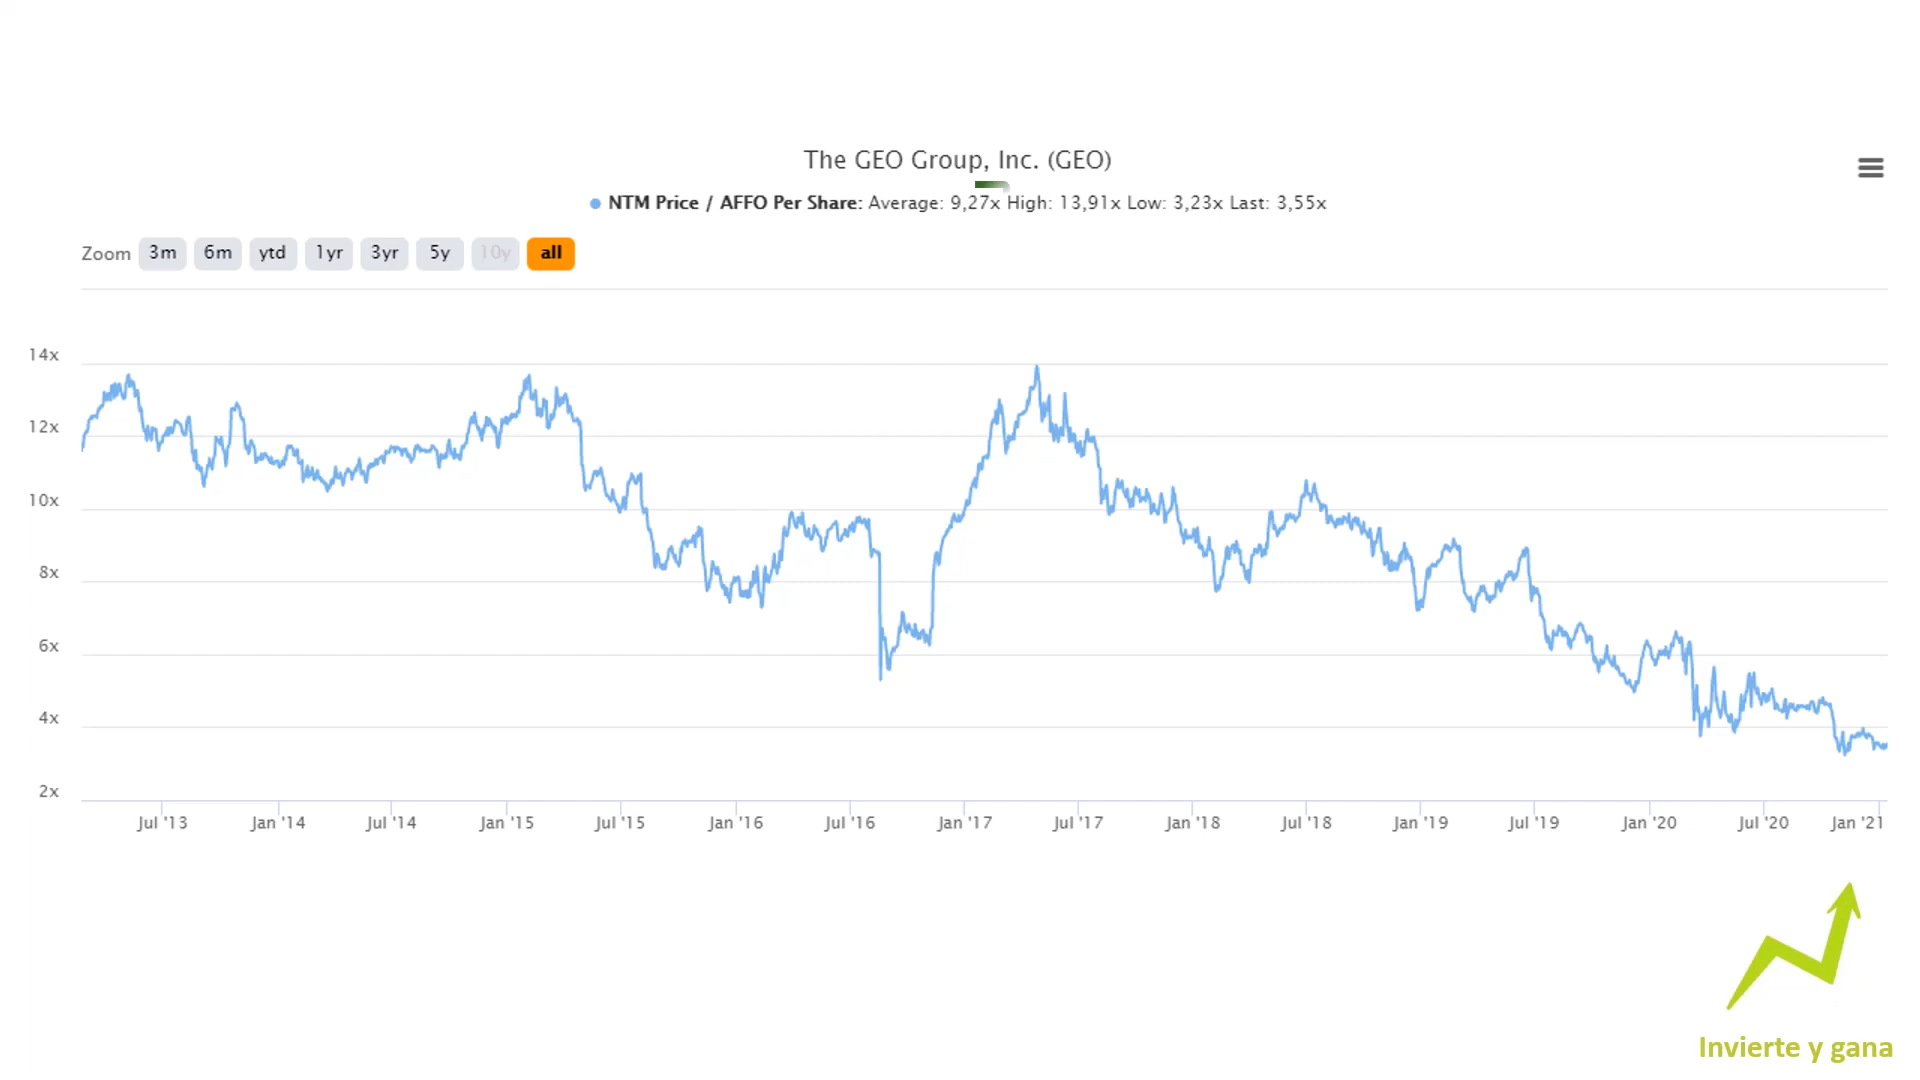 The GEO Group, Inc. (GEO)
NTM Price / AFFO Per Share: Average: 9,27x High: 13,91x Low: 3,23x Last: 3,55x
Zoom 3m 6m ytd 1yr 3yr 5y 10y all
14x
12x
10x
8x
6x
4x
2x
Jul '13 Jan '14 Jul '14 Jan '15 Jul '15 Jan '16 Jul '16 Jan '17 Jul '17 Jan '18 Jul '18 Jan '19 Jul '19 Jan '20 Jul '20 Jan '21
Invierte y gana